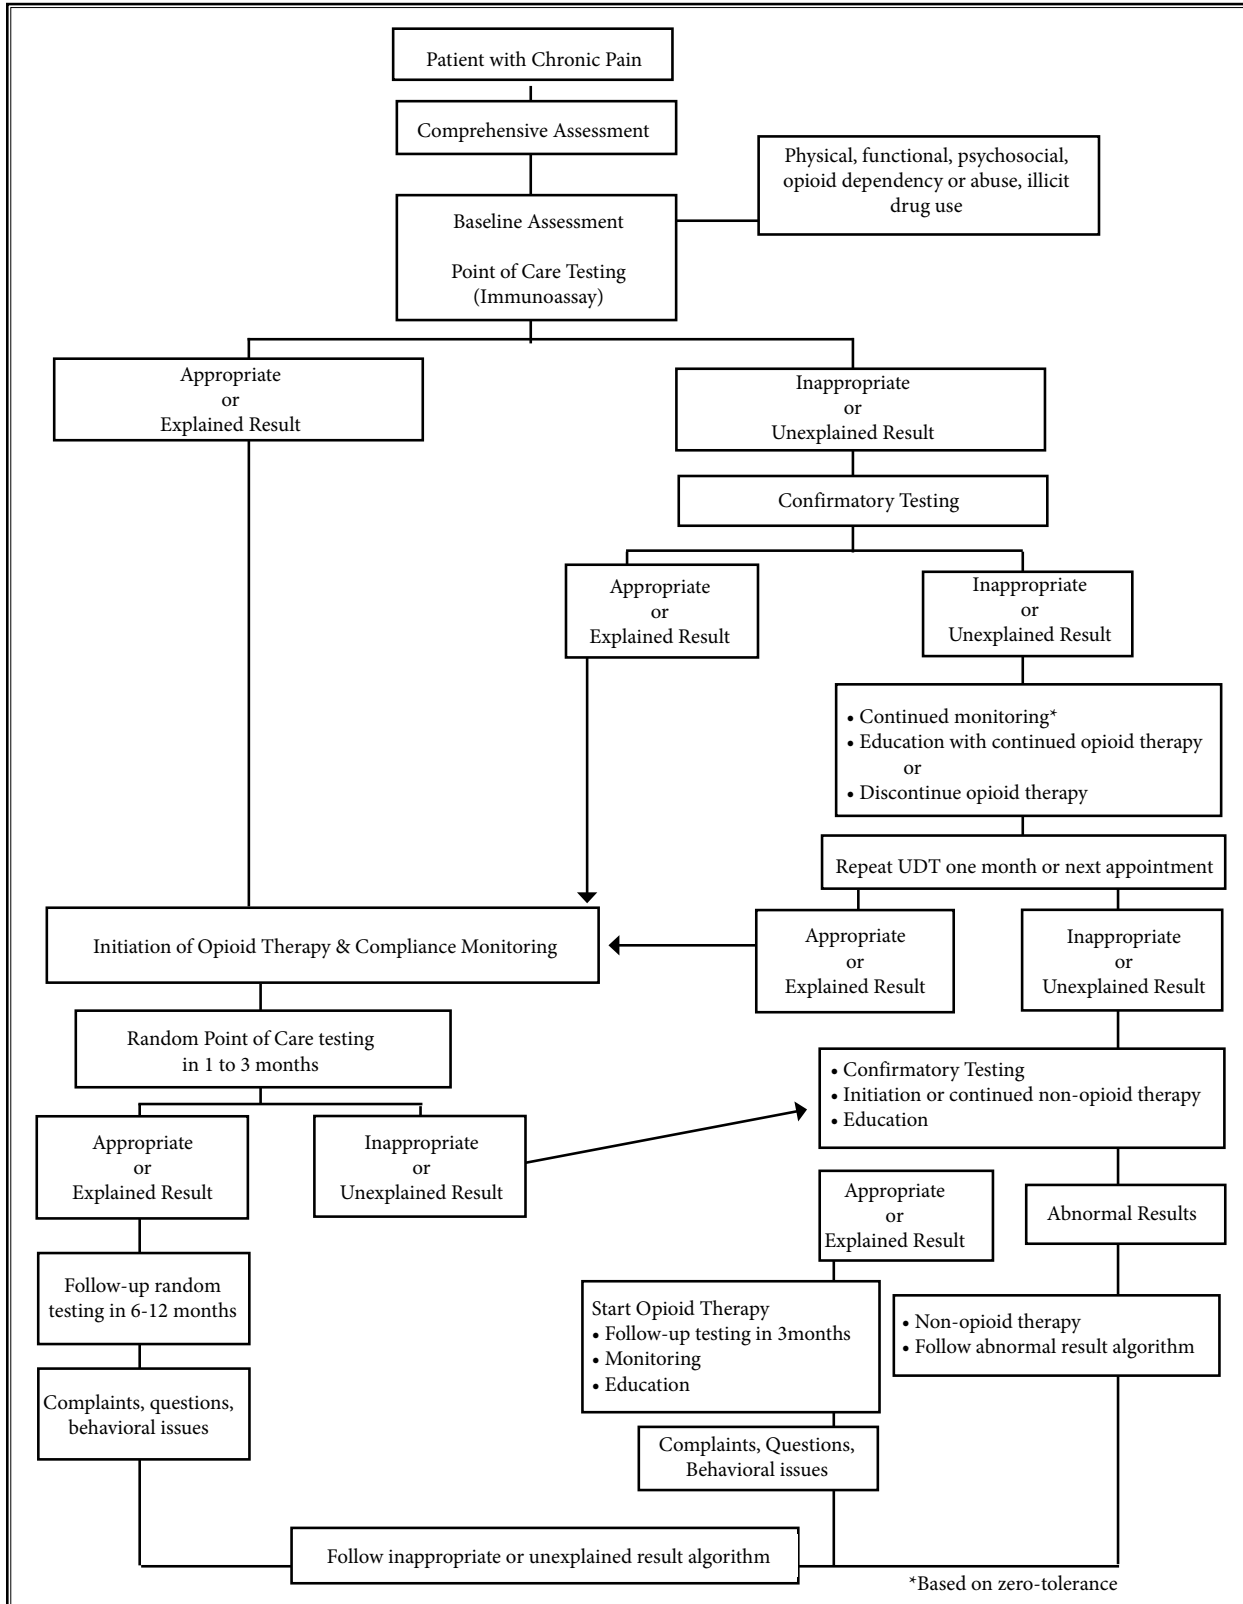 Patient with Chronic Pain
Comprehensive Assessment
Physical, functional, psychosocial,
opioid dependency or abuse, illicit
drug use
Baseline Assessment
Point of Care Testing
(Immunoassay)
Appropriate
or
Explained Result
Inappropriate
or
Unexplained Result
Confirmatory Testing
Appropriate
or
Explained Result
Inappropriate
or
Unexplained Result
• Continued monitoring*
• Education with continued opioid therapy
or
• Discontinue opioid therapy
Repeat UDT one month or next appointment
Initiation of Opioid Therapy & Compliance Monitoring
Appropriate
or
Explained Result
Inappropriate
or
Unexplained Result
Random Point of Care testing
in 1 to 3 months
• Confirmatory Testing
• Initiation or continued non-opioid therapy
• Education
Appropriate
or
Explained Result
Inappropriate
or
Unexplained Result
Appropriate
or
Explained Result
Abnormal Results
Follow-up random
testing in 6-12 months
Start Opioid Therapy
• Follow-up testing in 3months
• Monitoring
• Education
• Non-opioid therapy
• Follow abnormal result algorithm
Complaints, questions,
behavioral issues
Complaints, Questions,
Behavioral issues
Follow inappropriate or unexplained result algorithm
*Based on zero-tolerance